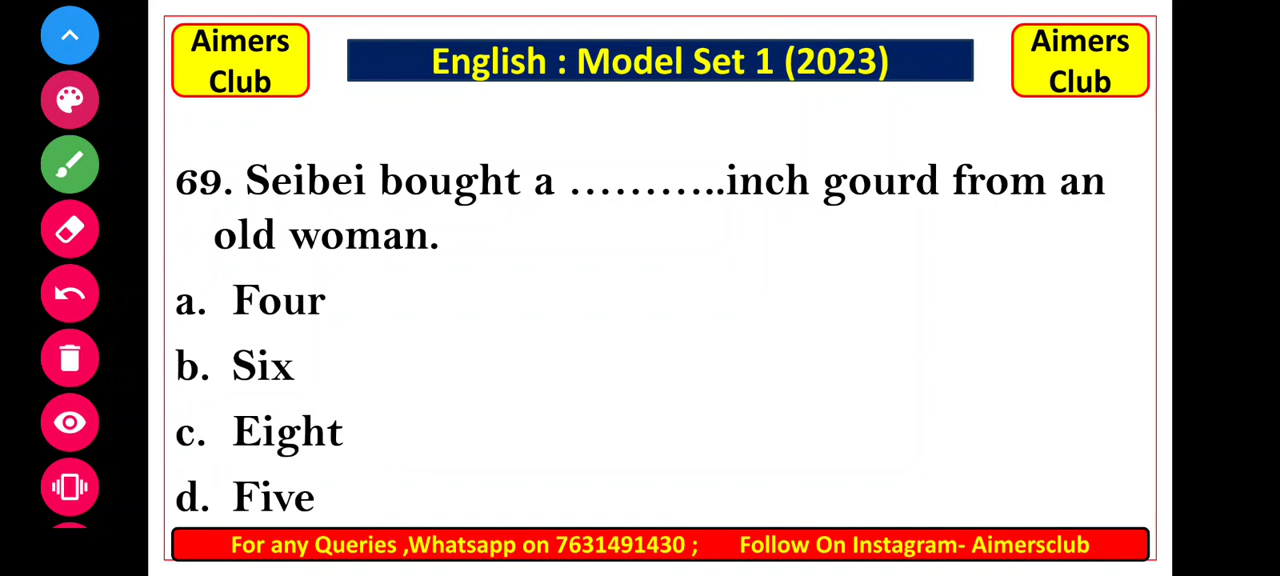 Aimers
Club
English : Model Set 1 (2023)
Aimers
Club
69. Seibei bought a ………..inch gourd from an
old woman.
a. Four
b. Six
c. Eight
d. Five
For any Queries ,Whatsapp on 7631491430 ; Follow On Instagram- Aimersclub